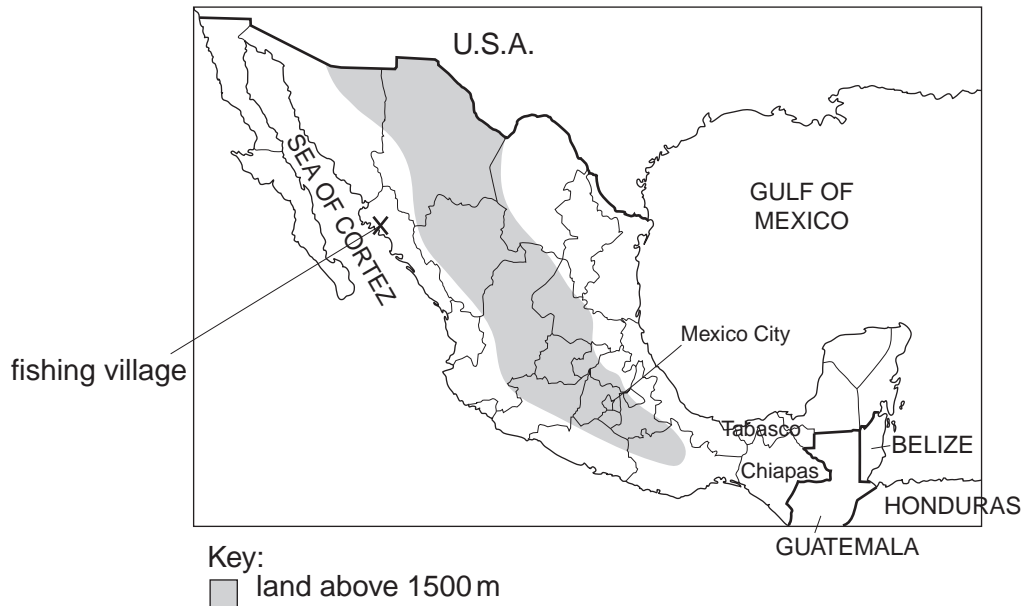 U.S.A.
SEA OF CORTEZ
GULF OF
MEXICO
Mexico City
fishing village
Tabasco
BELIZE
Chiapas
HONDURAS
GUATEMALA
Key:
land above 1500 m